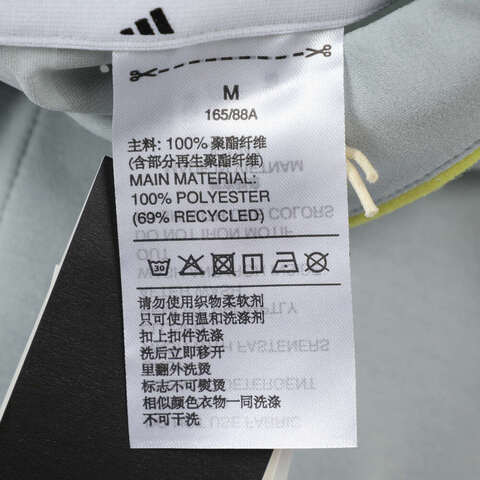 M
165/88A
主料: 100% 聚酯纤维
(含部分再生聚酯纤维)
MAIN MATERIAL:
100% POLYESTER
(69% RECYCLED)
30
请勿使用织物柔软剂
只可使用温和洗涤剂
扣上扣件洗涤
洗后立即移开
里翻外洗烫
标志不可熨烫
相似颜色衣物一同洗涤
不可干洗